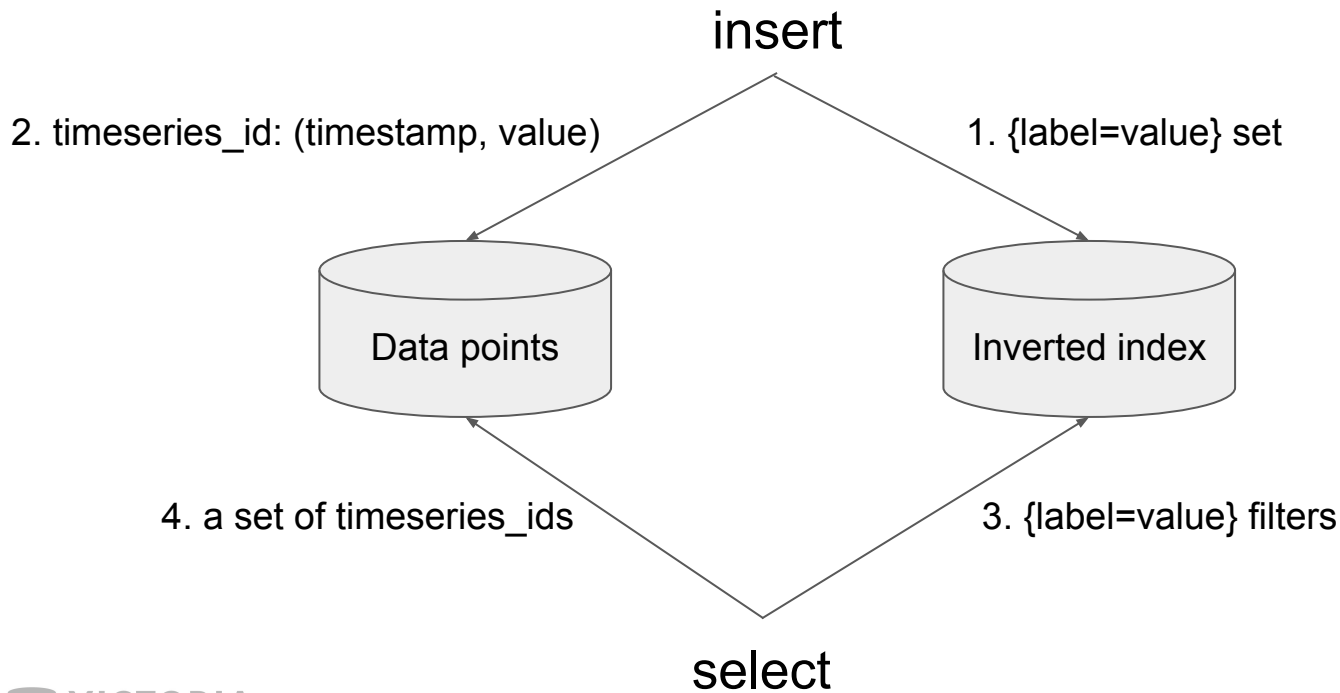 insert
2. timeseries_id: (timestamp, value)
1. {label=value} set
Data points
Inverted index
4. a set of timeseries_ids
3. {label=value} filters
select